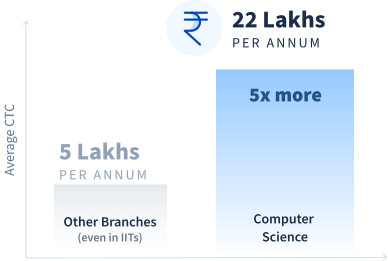 ₹
22 Lakhs
PER ANNUM
5x more
5 Lakhs
PER ANNUM
Average CTC
Other Branches
(even in IITs)
Computer
Science